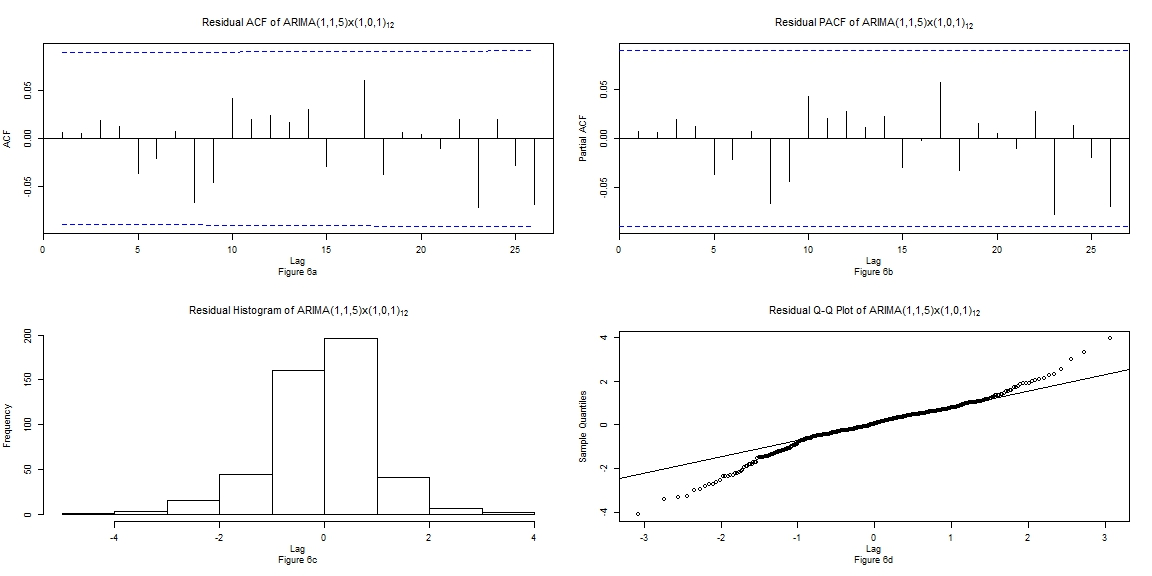 Residual ACF of ARIMA(1,1,5)x(1,0,1)12
ACF
0.05
0.00
-0.05
0 5 10 15 20 25
Lag
Figure 6a
Residual PACF of ARIMA(1,1,5)x(1,0,1)12
Partial ACF
0.05
0.00
-0.05
0 5 10 15 20 25
Lag
Figure 6b
Residual Histogram of ARIMA(1,1,5)x(1,0,1)12
Frequency
200
150
100
50
0
-4 -2 0 2 4
Lag
Figure 6c
Residual Q-Q Plot of ARIMA(1,1,5)x(1,0,1)12
Sample Quantiles
4
2
0
-2
-4
-3 -2 -1 0 1 2 3
Lag
Figure 6d